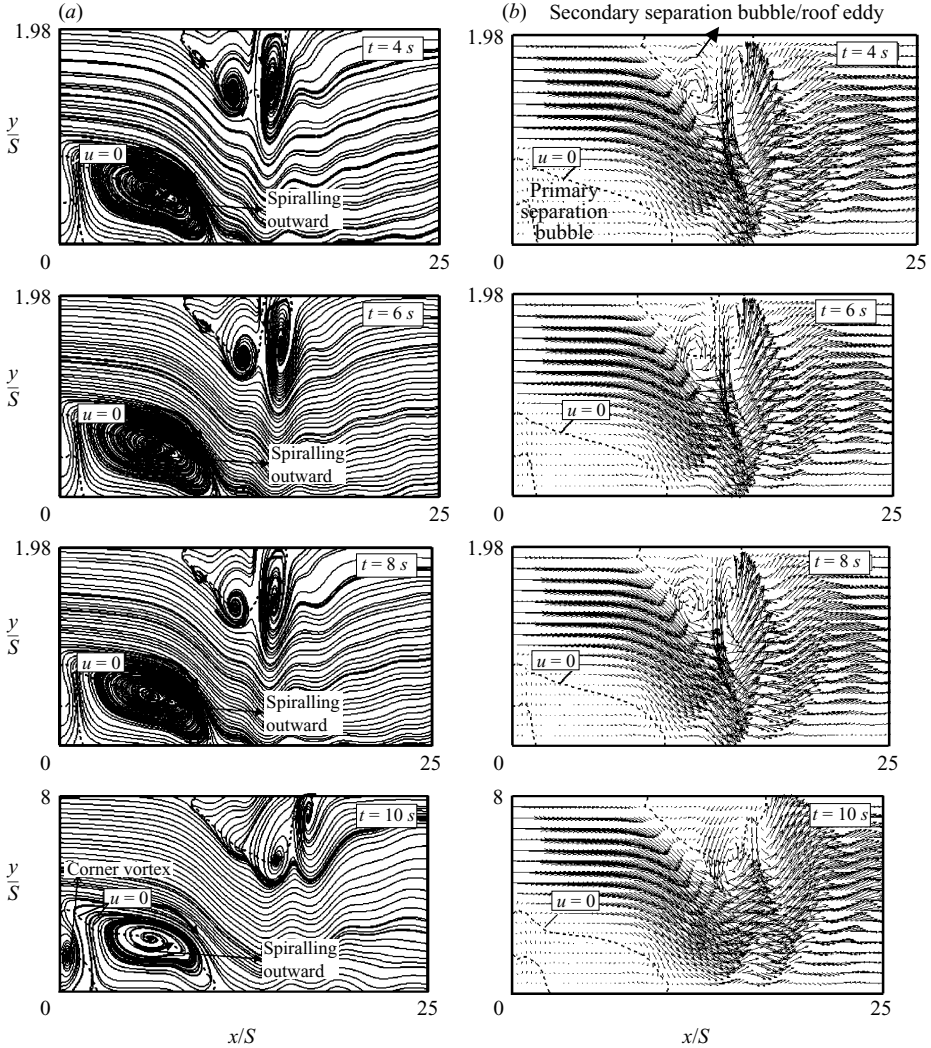 (a)
(b) Secondary separation bubble/roof eddy
1.98
t = 4 s
y/S
u = 0
Spiralling
outward
0
25
1.98
t = 4 s
u = 0
Primary
separation
bubble
0
25
1.98
t = 6 s
y/S
u = 0
Spiralling
outward
0
25
1.98
t = 6 s
u = 0
0
25
1.98
t = 8 s
y/S
u = 0
Spiralling
outward
0
25
1.98
t = 8 s
u = 0
0
25
8
t = 10 s
y/S
Corner vortex
u = 0
Spiralling
outward
0
25
x/S
8
t = 10 s
u = 0
0
25
x/S